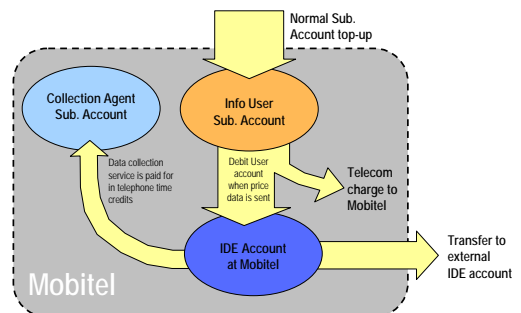 Normal Sub.
Account top-up
Collection Agent
Sub. Account
Info User
Sub. Account
Data collection
service is paid for
in telephone time
credits
Debit User
account
when price
data is sent
Telecom
charge to
Mobitel
IDE Account
at Mobitel
Transfer to
external
IDE account
Mobitel